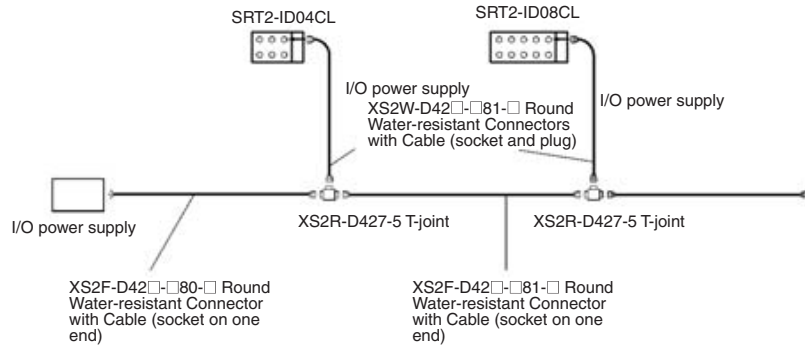 SRT2-ID04CL
SRT2-ID08CL
I/O power supply
XS2W-D42□-□81-□ Round
Water-resistant Connectors
with Cable (socket and plug)
I/O power supply
I/O power supply
XS2R-D427-5 T-joint
XS2R-D427-5 T-joint
XS2F-D42□-□80-□ Round
Water-resistant Connector
with Cable (socket on one
end)
XS2F-D42□-□81-□ Round
Water-resistant Connector
with Cable (socket on one
end)